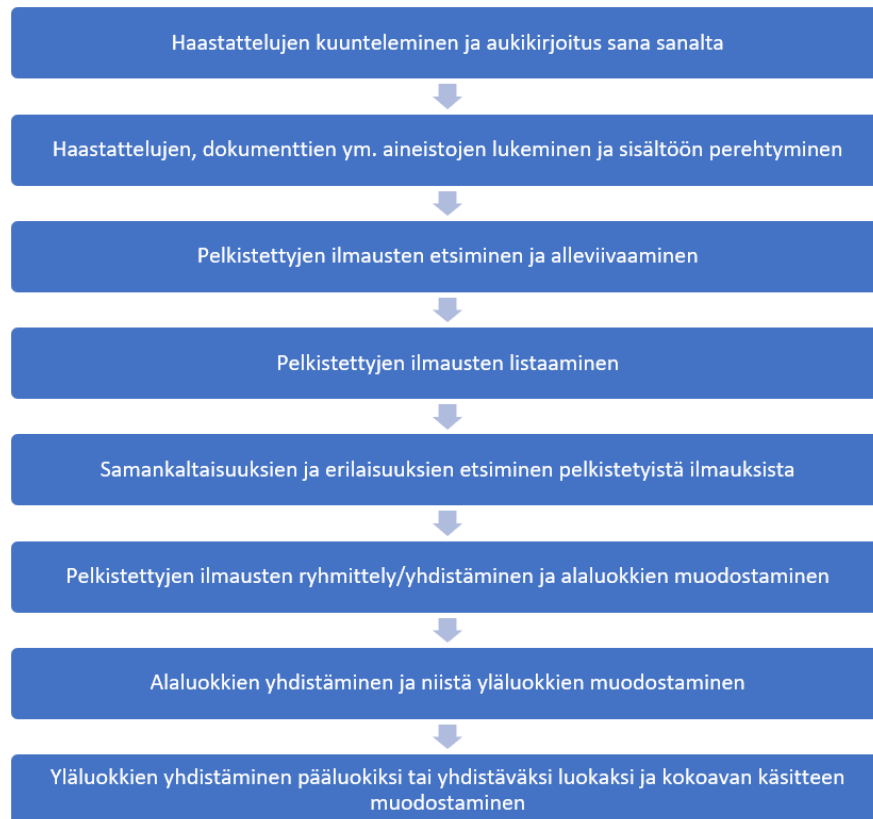 Haastattelujen kuunteleminen ja aukikirjoitus sana sanalta
Haastattelujen, dokumenttien ym. aineistojen lukeminen ja sisältöön perehtyminen
Pelkistettyjen ilmausten etsiminen ja alleviivaaminen
Pelkistettyjen ilmausten listaaminen
Samankaltaisuuksien ja erilaisuuksien etsiminen pelkistetyistä ilmauksista
Pelkistettyjen ilmausten ryhmittely/yhdistäminen ja alaluokkien muodostaminen
Alaluokkien yhdistäminen ja niistä yläluokkien muodostaminen
Yläluokkien yhdistäminen pääluokiksi tai yhdistäväksi luokaksi ja kokoavan käsitteen
muodostaminen